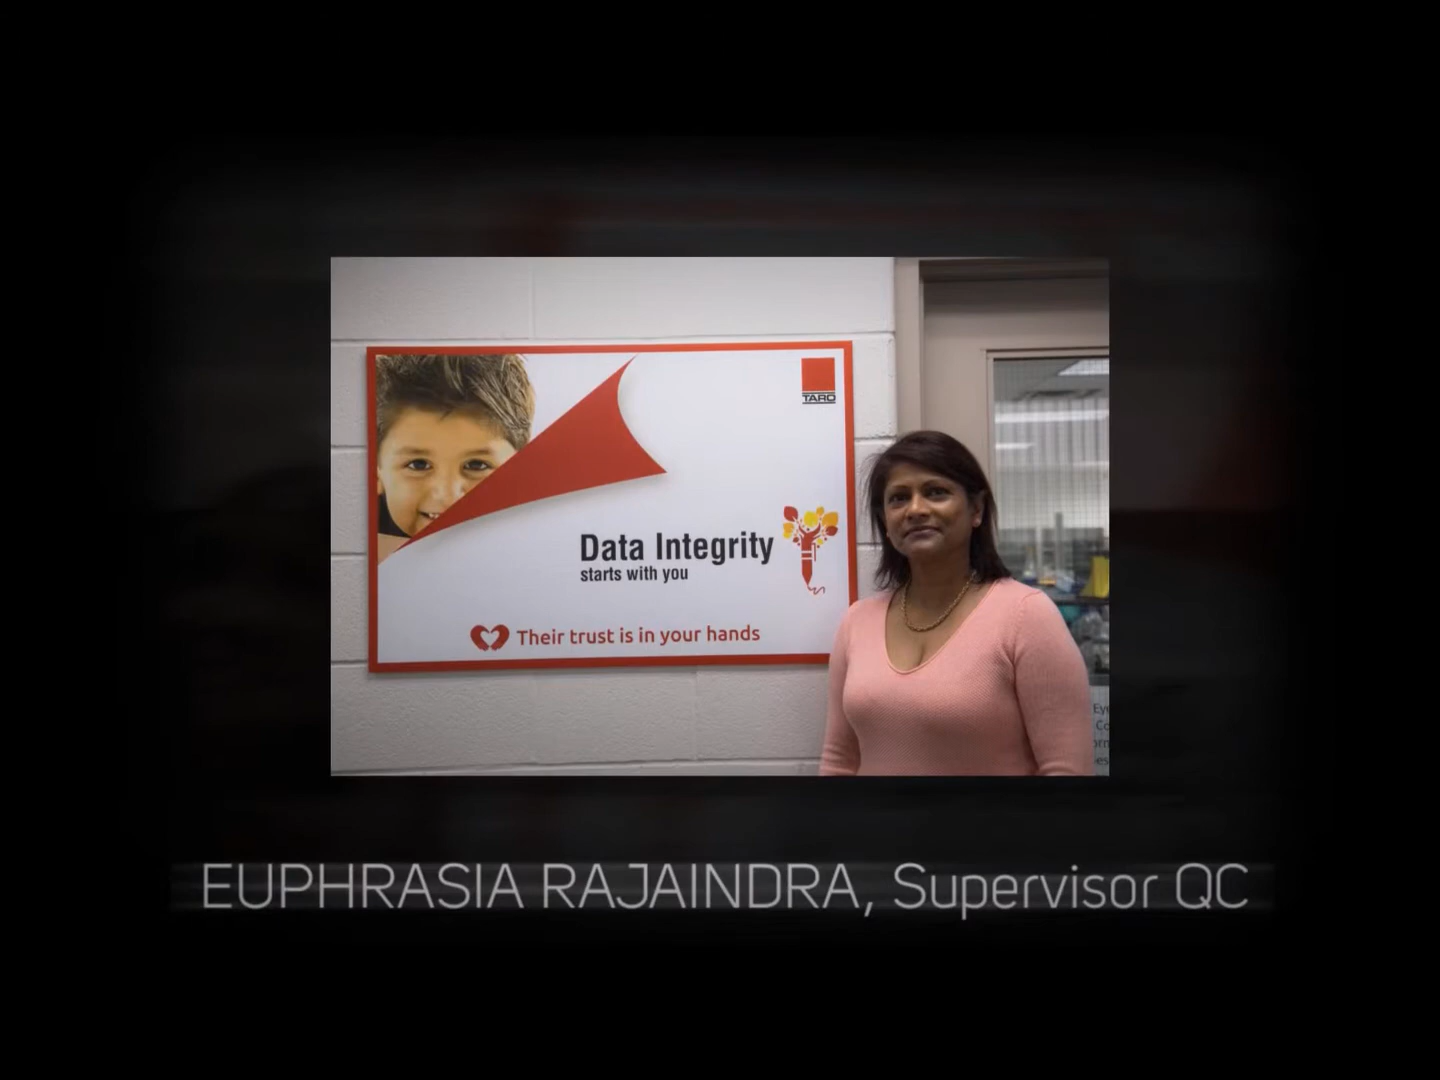 TARO
Data Integrity
starts with you
Their trust is in your hands
EUPHRASIA RAJAINDRA, Supervisor QC